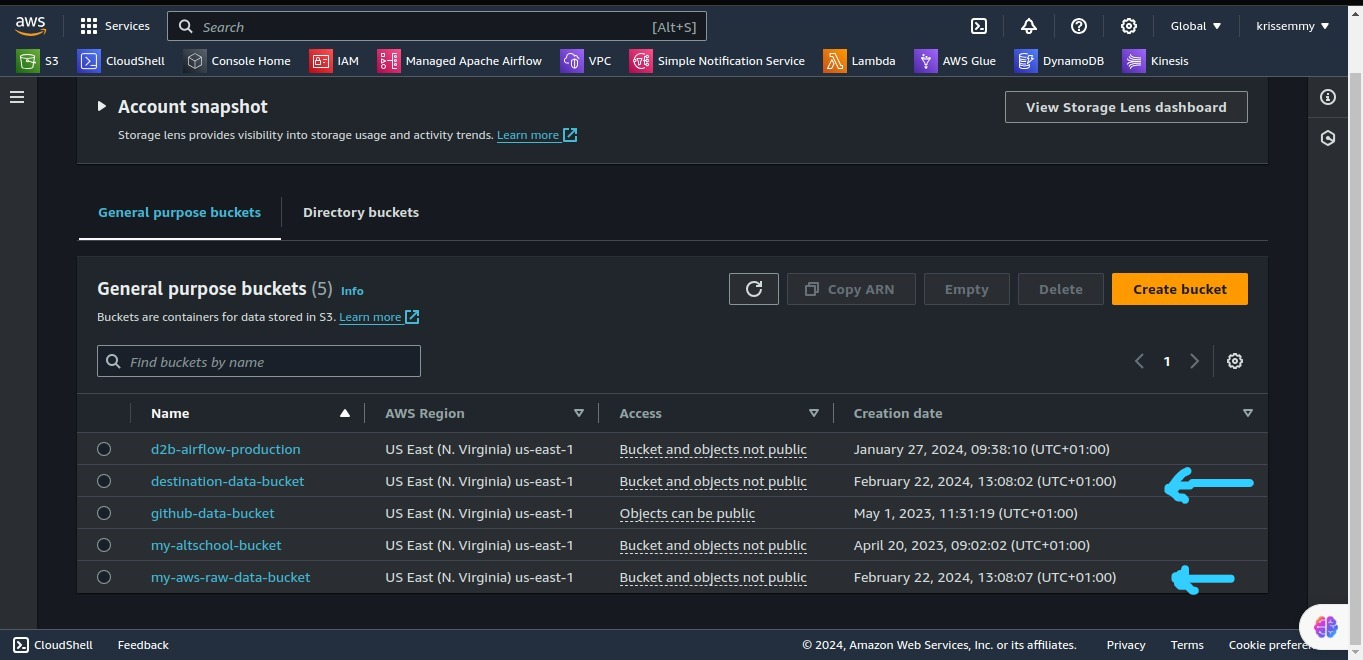 aws Services Search [Alt+S] Global krissemmy
S3 CloudShell Console Home IAM Managed Apache Airflow VPC Simple Notification Service Lambda AWS Glue DynamoDB Kinesis
Account snapshot View Storage Lens dashboard
Storage lens provides visibility into storage usage and activity trends. Learn more
General purpose buckets Directory buckets
General purpose buckets (5) Info Copy ARN Empty Delete Create bucket
Buckets are containers for data stored in S3. Learn more
Find buckets by name 1
Name AWS Region Access Creation date
d2b-airflow-production US East (N. Virginia) us-east-1 Bucket and objects not public January 27, 2024, 09:38:10 (UTC+01:00)
destination-data-bucket US East (N. Virginia) us-east-1 Bucket and objects not public February 22, 2024, 13:08:02 (UTC+01:00)
github-data-bucket US East (N. Virginia) us-east-1 Objects can be public May 1, 2023, 11:31:19 (UTC+01:00)
my-altschool-bucket US East (N. Virginia) us-east-1 Bucket and objects not public April 20, 2023, 09:02:02 (UTC+01:00)
my-aws-raw-data-bucket US East (N. Virginia) us-east-1 Bucket and objects not public February 22, 2024, 13:08:07 (UTC+01:00)
CloudShell Feedback © 2024, Amazon Web Services, Inc. or its affiliates. Privacy Terms Cookie